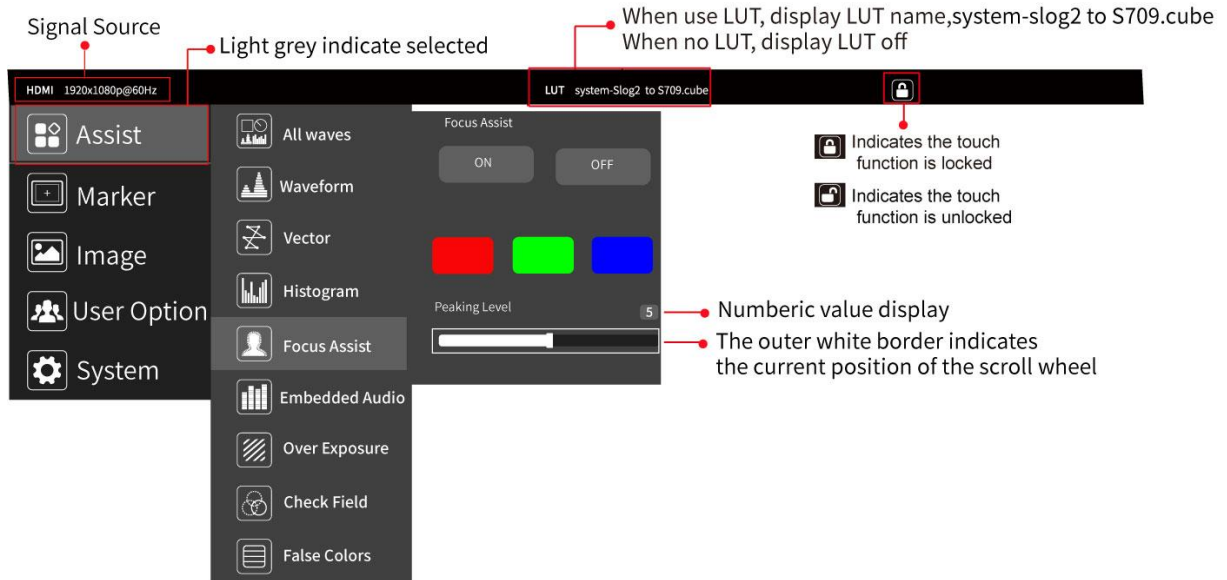 Signal Source
Light grey indicate selected
When use LUT, display LUT name,system-slog2 to S709.cube
When no LUT, display LUT off
HDMI 1920x1080p@60Hz
LUT system-Slog2 to S709.cube
Assist
Marker
Image
User Option
System
All waves
Waveform
Vector
Histogram
Focus Assist
Embedded Audio
Over Exposure
Check Field
False Colors
Focus Assist
ON
OFF
Peaking Level
5
Indicates the touch
function is locked
Indicates the touch
function is unlocked
Numberic value display
The outer white border indicates
the current position of the scroll wheel